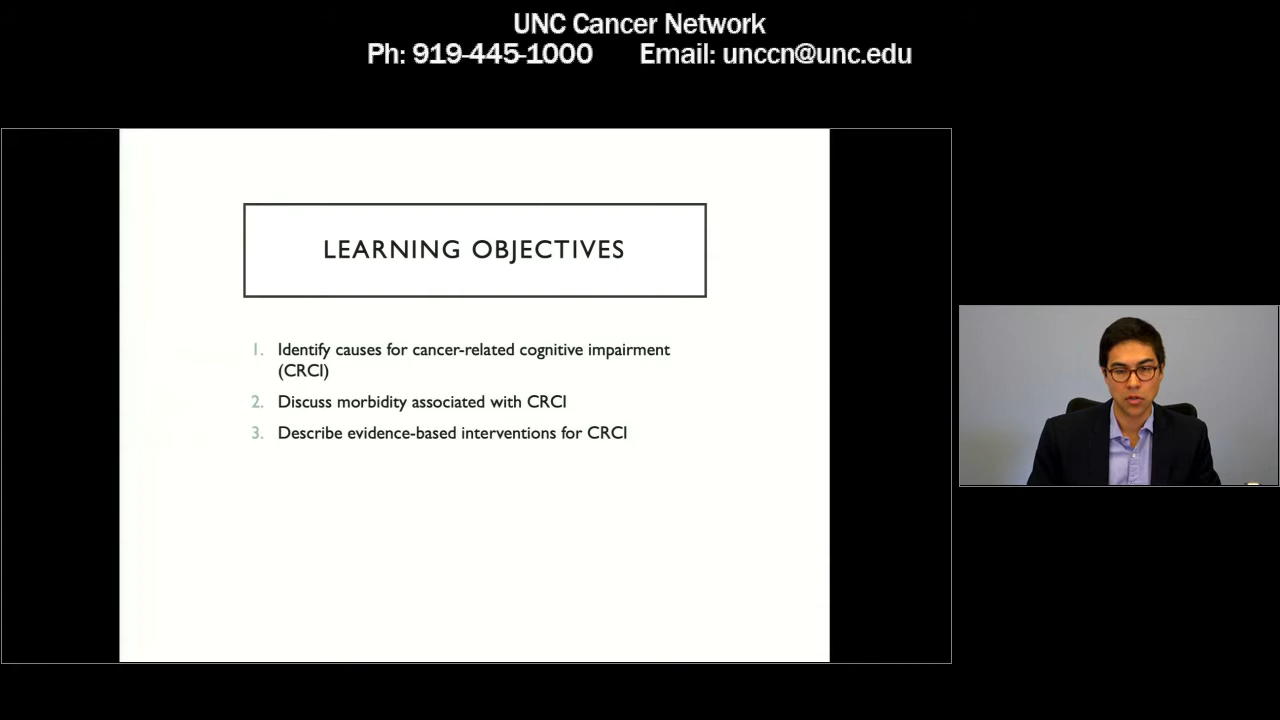 UNC Cancer Network
Ph: 919-445-1000 Email: unccn@unc.edu
LEARNING OBJECTIVES
1. Identify causes for cancer-related cognitive impairment
(CRCI)
2. Discuss morbidity associated with CRCI
3. Describe evidence-based interventions for CRCI